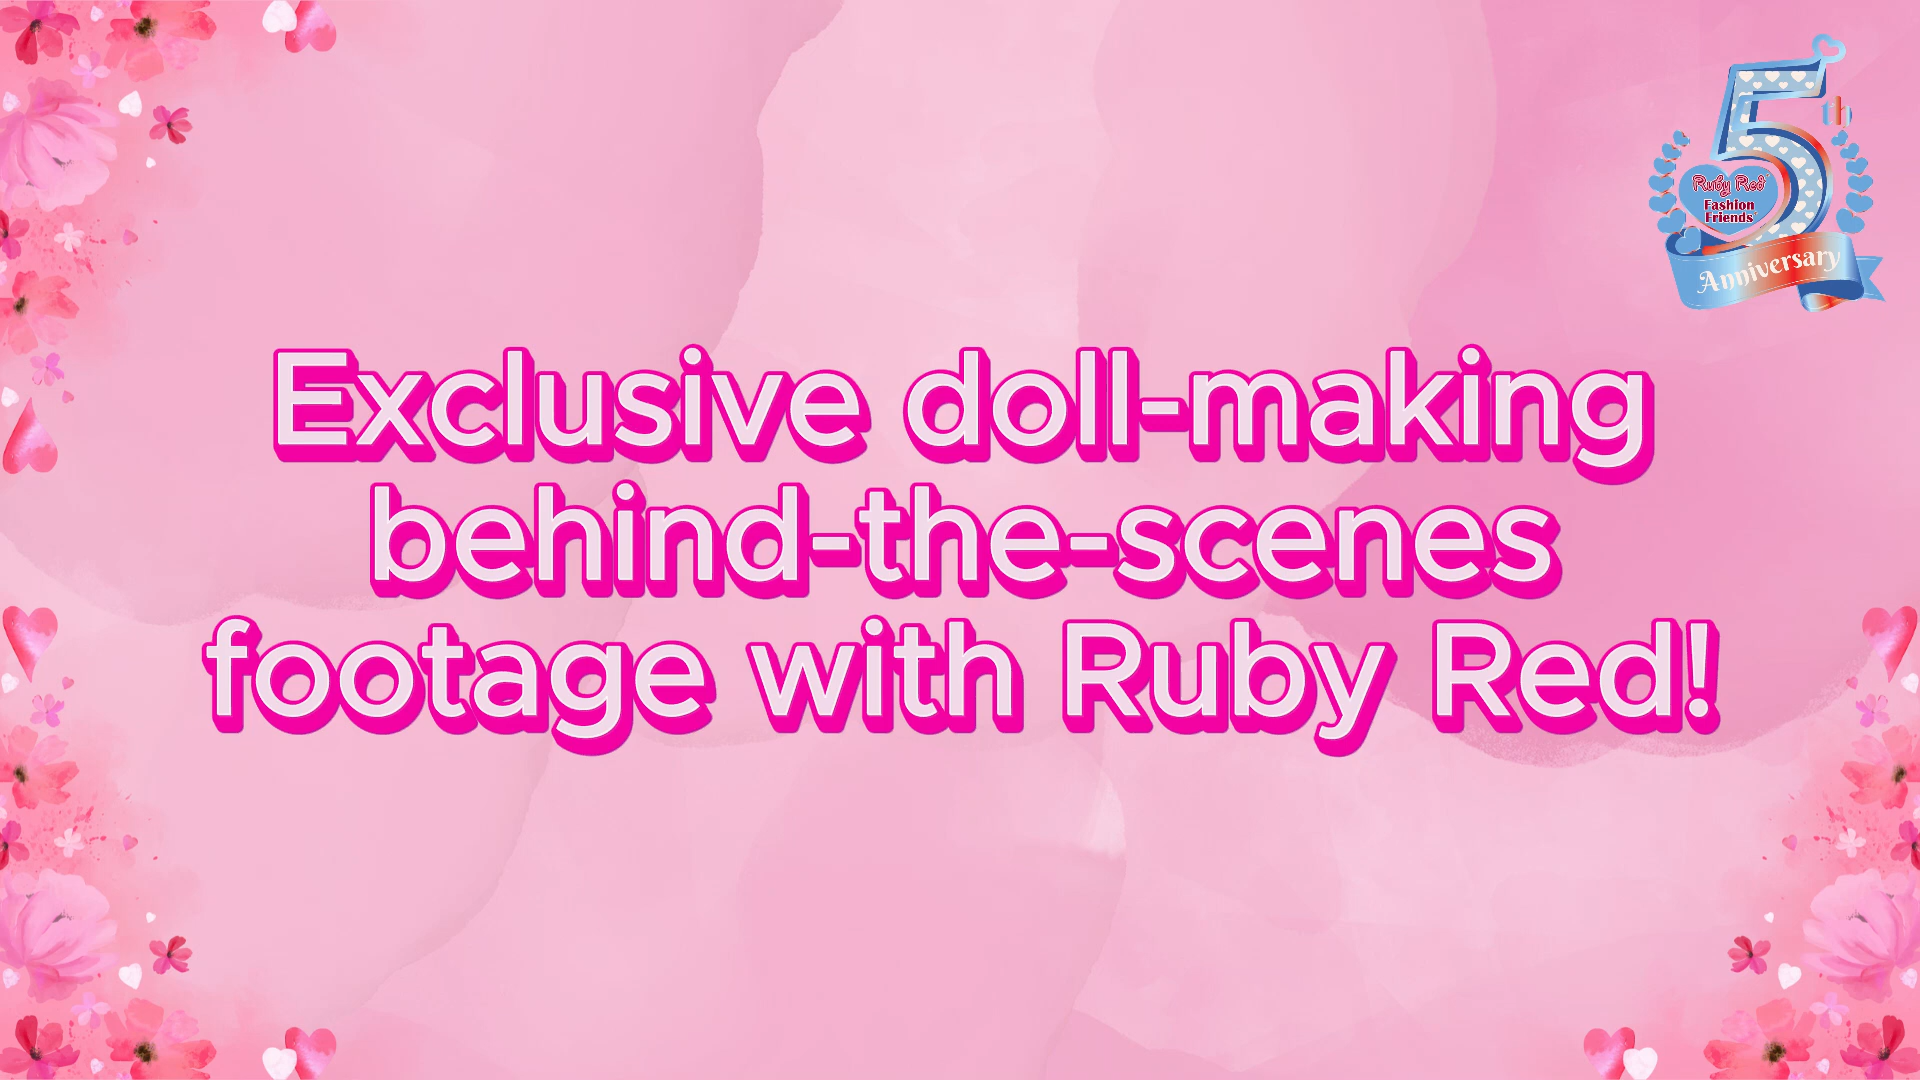 5th
Ruby Red
Fashion
Friends
Anniversary
Exclusive doll-making
behind-the-scenes
footage with Ruby Red!